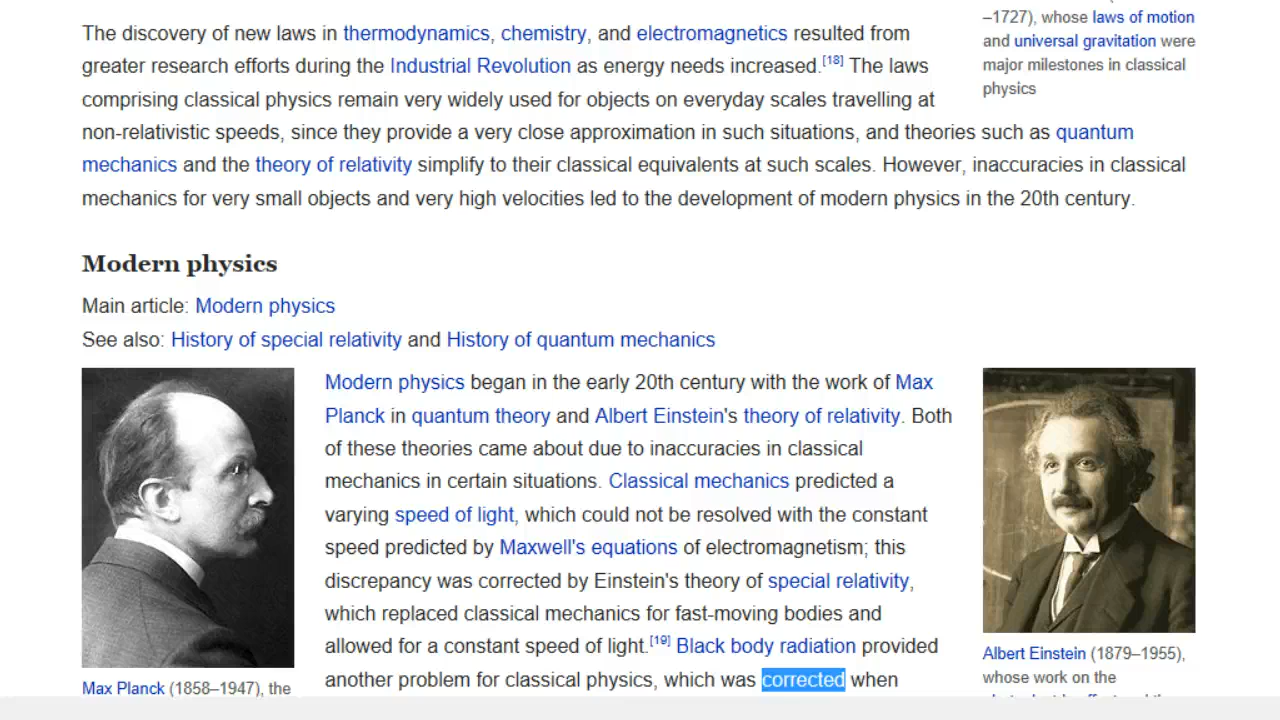 The discovery of new laws in thermodynamics, chemistry, and electromagnetics resulted from
greater research efforts during the Industrial Revolution as energy needs increased.[18] The laws
comprising classical physics remain very widely used for objects on everyday scales travelling at
non-relativistic speeds, since they provide a very close approximation in such situations, and theories such as quantum
mechanics and the theory of relativity simplify to their classical equivalents at such scales. However, inaccuracies in classical
mechanics for very small objects and very high velocities led to the development of modern physics in the 20th century.
–1727), whose laws of motion
and universal gravitation were
major milestones in classical
physics
Modern physics
Main article: Modern physics
See also: History of special relativity and History of quantum mechanics
Modern physics began in the early 20th century with the work of Max
Planck in quantum theory and Albert Einstein's theory of relativity. Both
of these theories came about due to inaccuracies in classical
mechanics in certain situations. Classical mechanics predicted a
varying speed of light, which could not be resolved with the constant
speed predicted by Maxwell's equations of electromagnetism; this
discrepancy was corrected by Einstein's theory of special relativity,
which replaced classical mechanics for fast-moving bodies and
allowed for a constant speed of light.[19] Black body radiation provided
another problem for classical physics, which was corrected when
Max Planck (1858–1947), the
Albert Einstein (1879–1955),
whose work on the